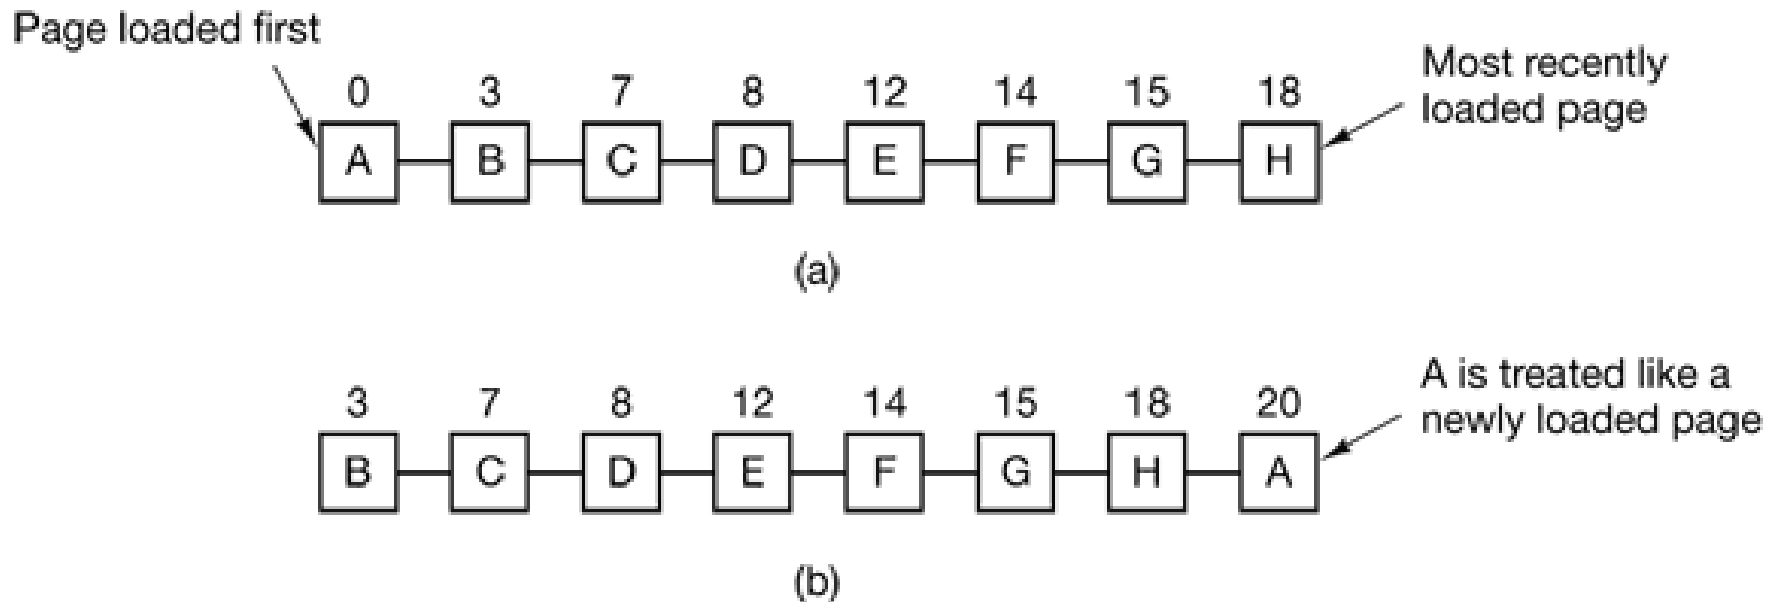 Page loaded first
Most recently
loaded page
0 3 7 8 12 14 15 18
A B C D E F G H
(a)
A is treated like a
newly loaded page
3 7 8 12 14 15 18 20
B C D E F G H A
(b)